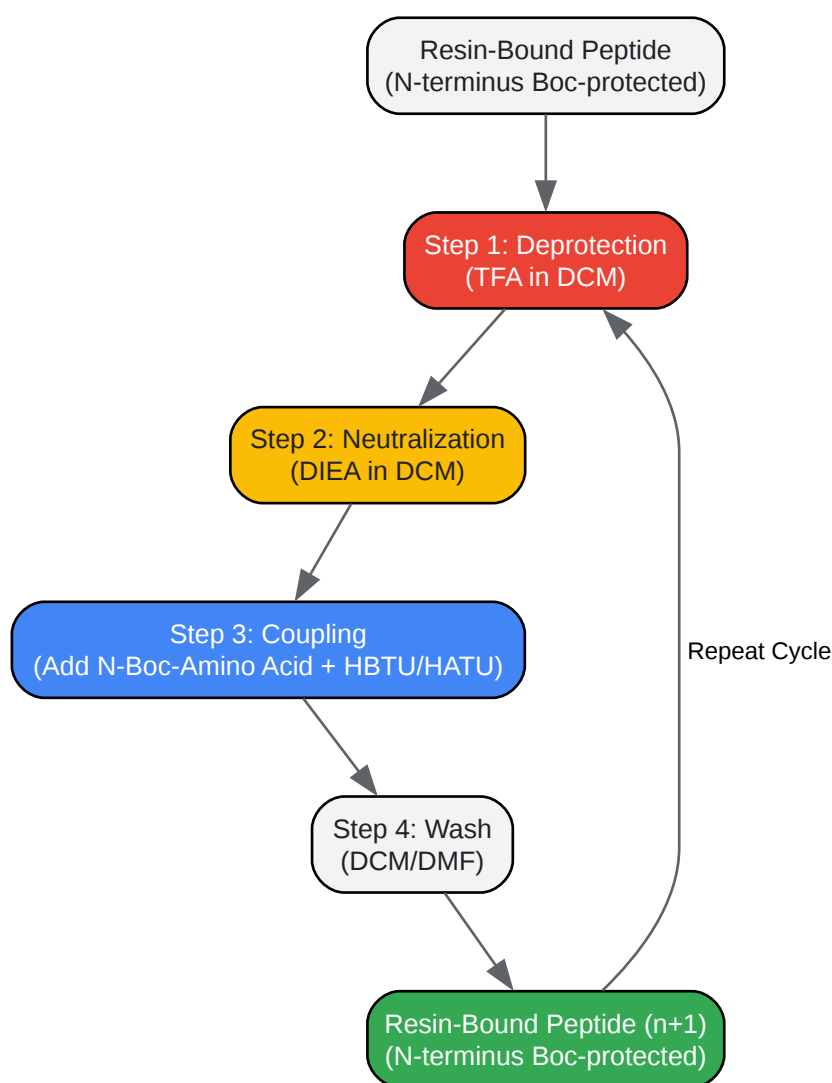 Resin-Bound Peptide
(N-terminus Boc-protected)
Step 1: Deprotection
(TFA in DCM)
Step 2: Neutralization
(DIEA in DCM)
Step 3: Coupling
(Add N-Boc-Amino Acid + HBTU/HATU)
Repeat Cycle
Step 4: Wash
(DCM/DMF)
Resin-Bound Peptide (n+1)
(N-terminus Boc-protected)